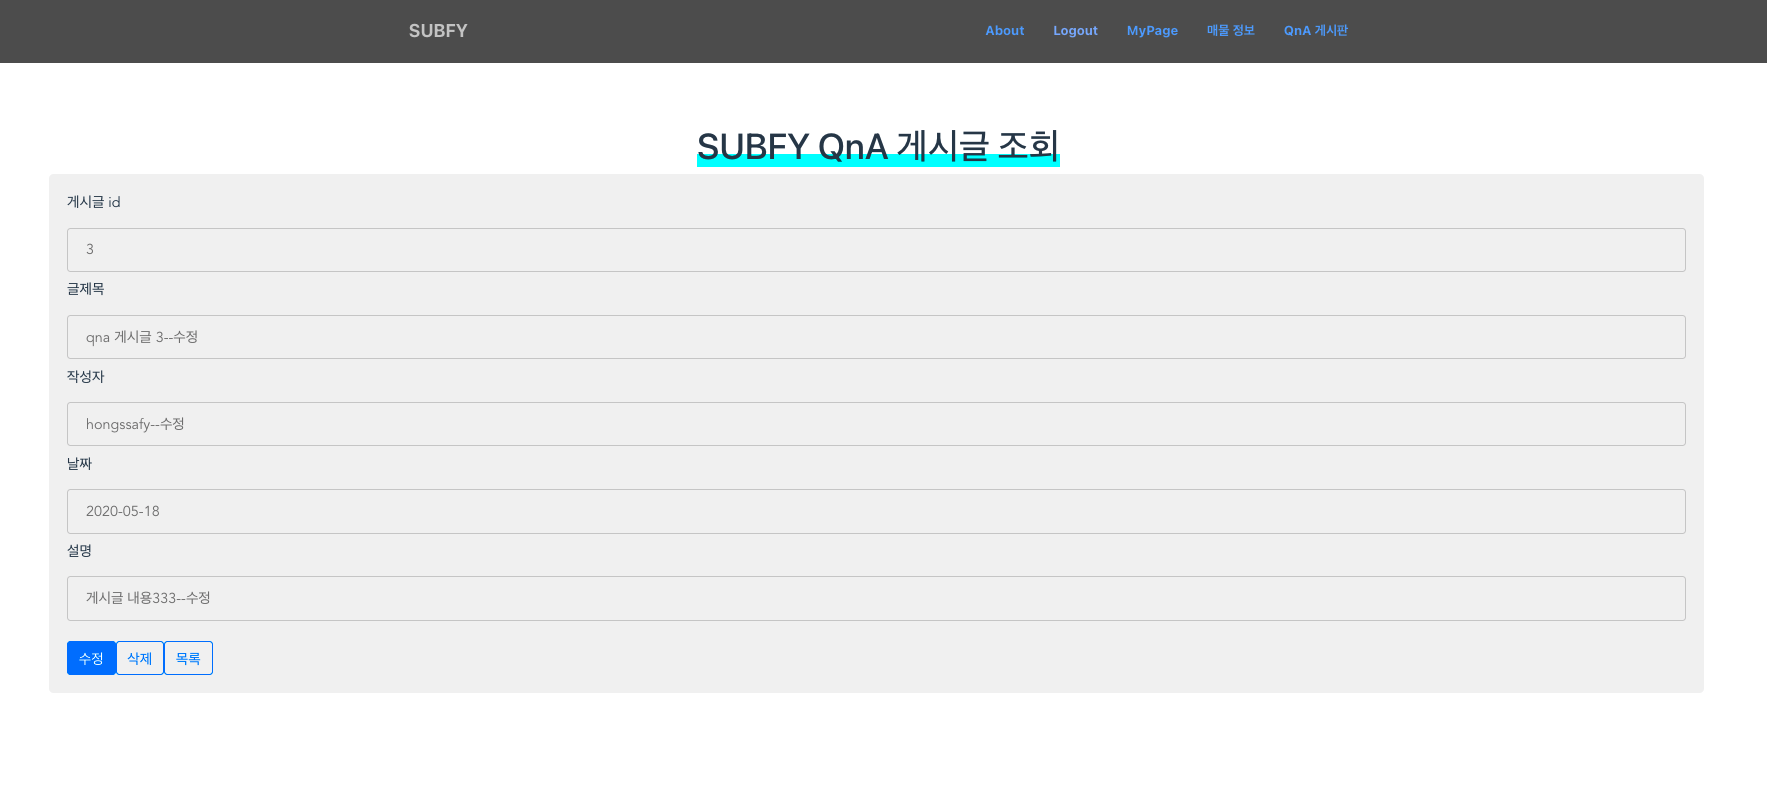 SUBFY About Logout MyPage 매물 정보 QnA 게시판
SUBFY QnA 게시글 조회
게시글 id
3
글제목
qna 게시글 3--수정
작성자
hongssafy--수정
날짜
2020-05-18
설명
게시글 내용333--수정
수정 삭제 목록